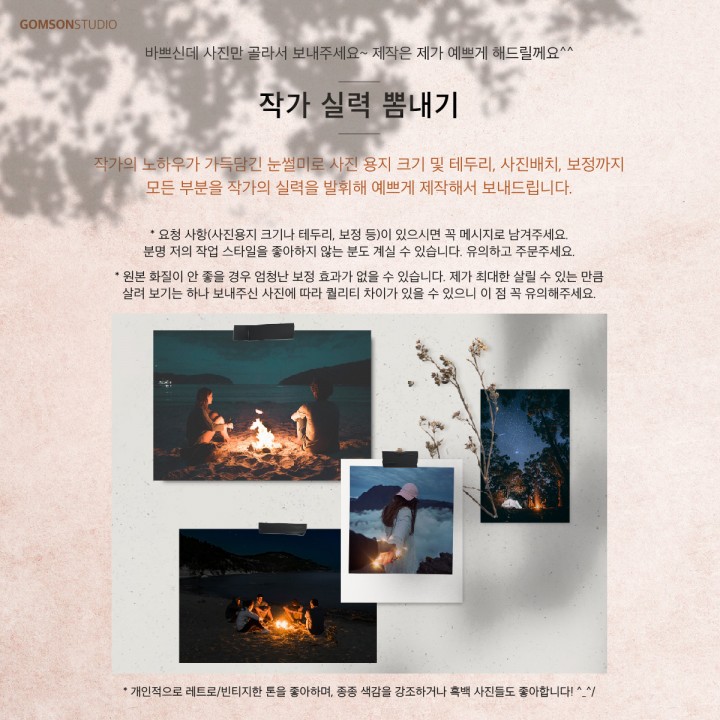 GOMSONSTUDIO
바쁘신데 사진만 골라서 보내주세요~ 제작은 제가 예쁘게 해드릴께요^^
작가 실력 뽐내기
작가의 노하우가 가득담긴 눈썰미로 사진 용지 크기 및 테두리, 사진배치, 보정까지
모든 부분을 작가의 실력을 발휘해 예쁘게 제작해서 보내드립니다.
* 요청 사항(사진용지 크기나 테두리, 보정 등)이 있으시면 꼭 메시지로 남겨주세요.
분명 저의 작업 스타일을 좋아하지 않는 분도 계실 수 있습니다. 유의하고 주문주세요.
* 원본 화질이 안 좋을 경우 엄청난 보정 효과가 없을 수 있습니다. 제가 최대한 살릴 수 있는 만큼
살려 보기는 하나 보내주신 사진에 따라 퀄리티 차이가 있을 수 있으니 이 점 꼭 유의해주세요.
* 개인적으로 레트로/빈티지한 톤을 좋아하며, 종종 색감을 강조하거나 흑백 사진들도 좋아합니다! ^_^/